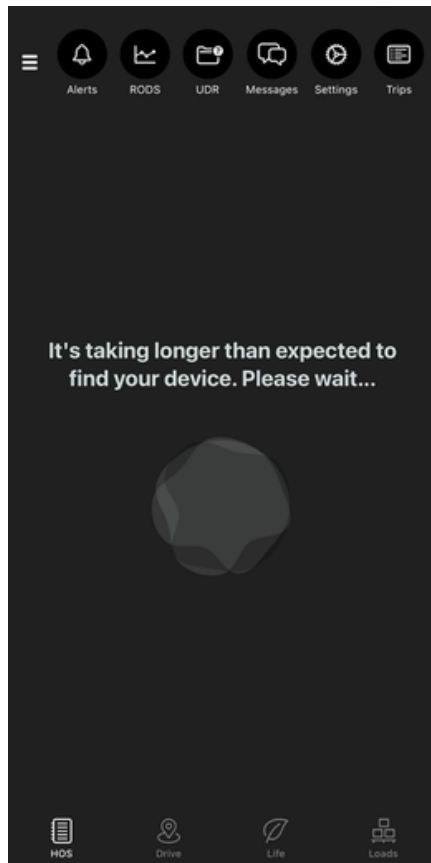 Alerts RODS UDR Messages Settings Trips
It's taking longer than expected to
find your device. Please wait...
HOS Drive Life Loads